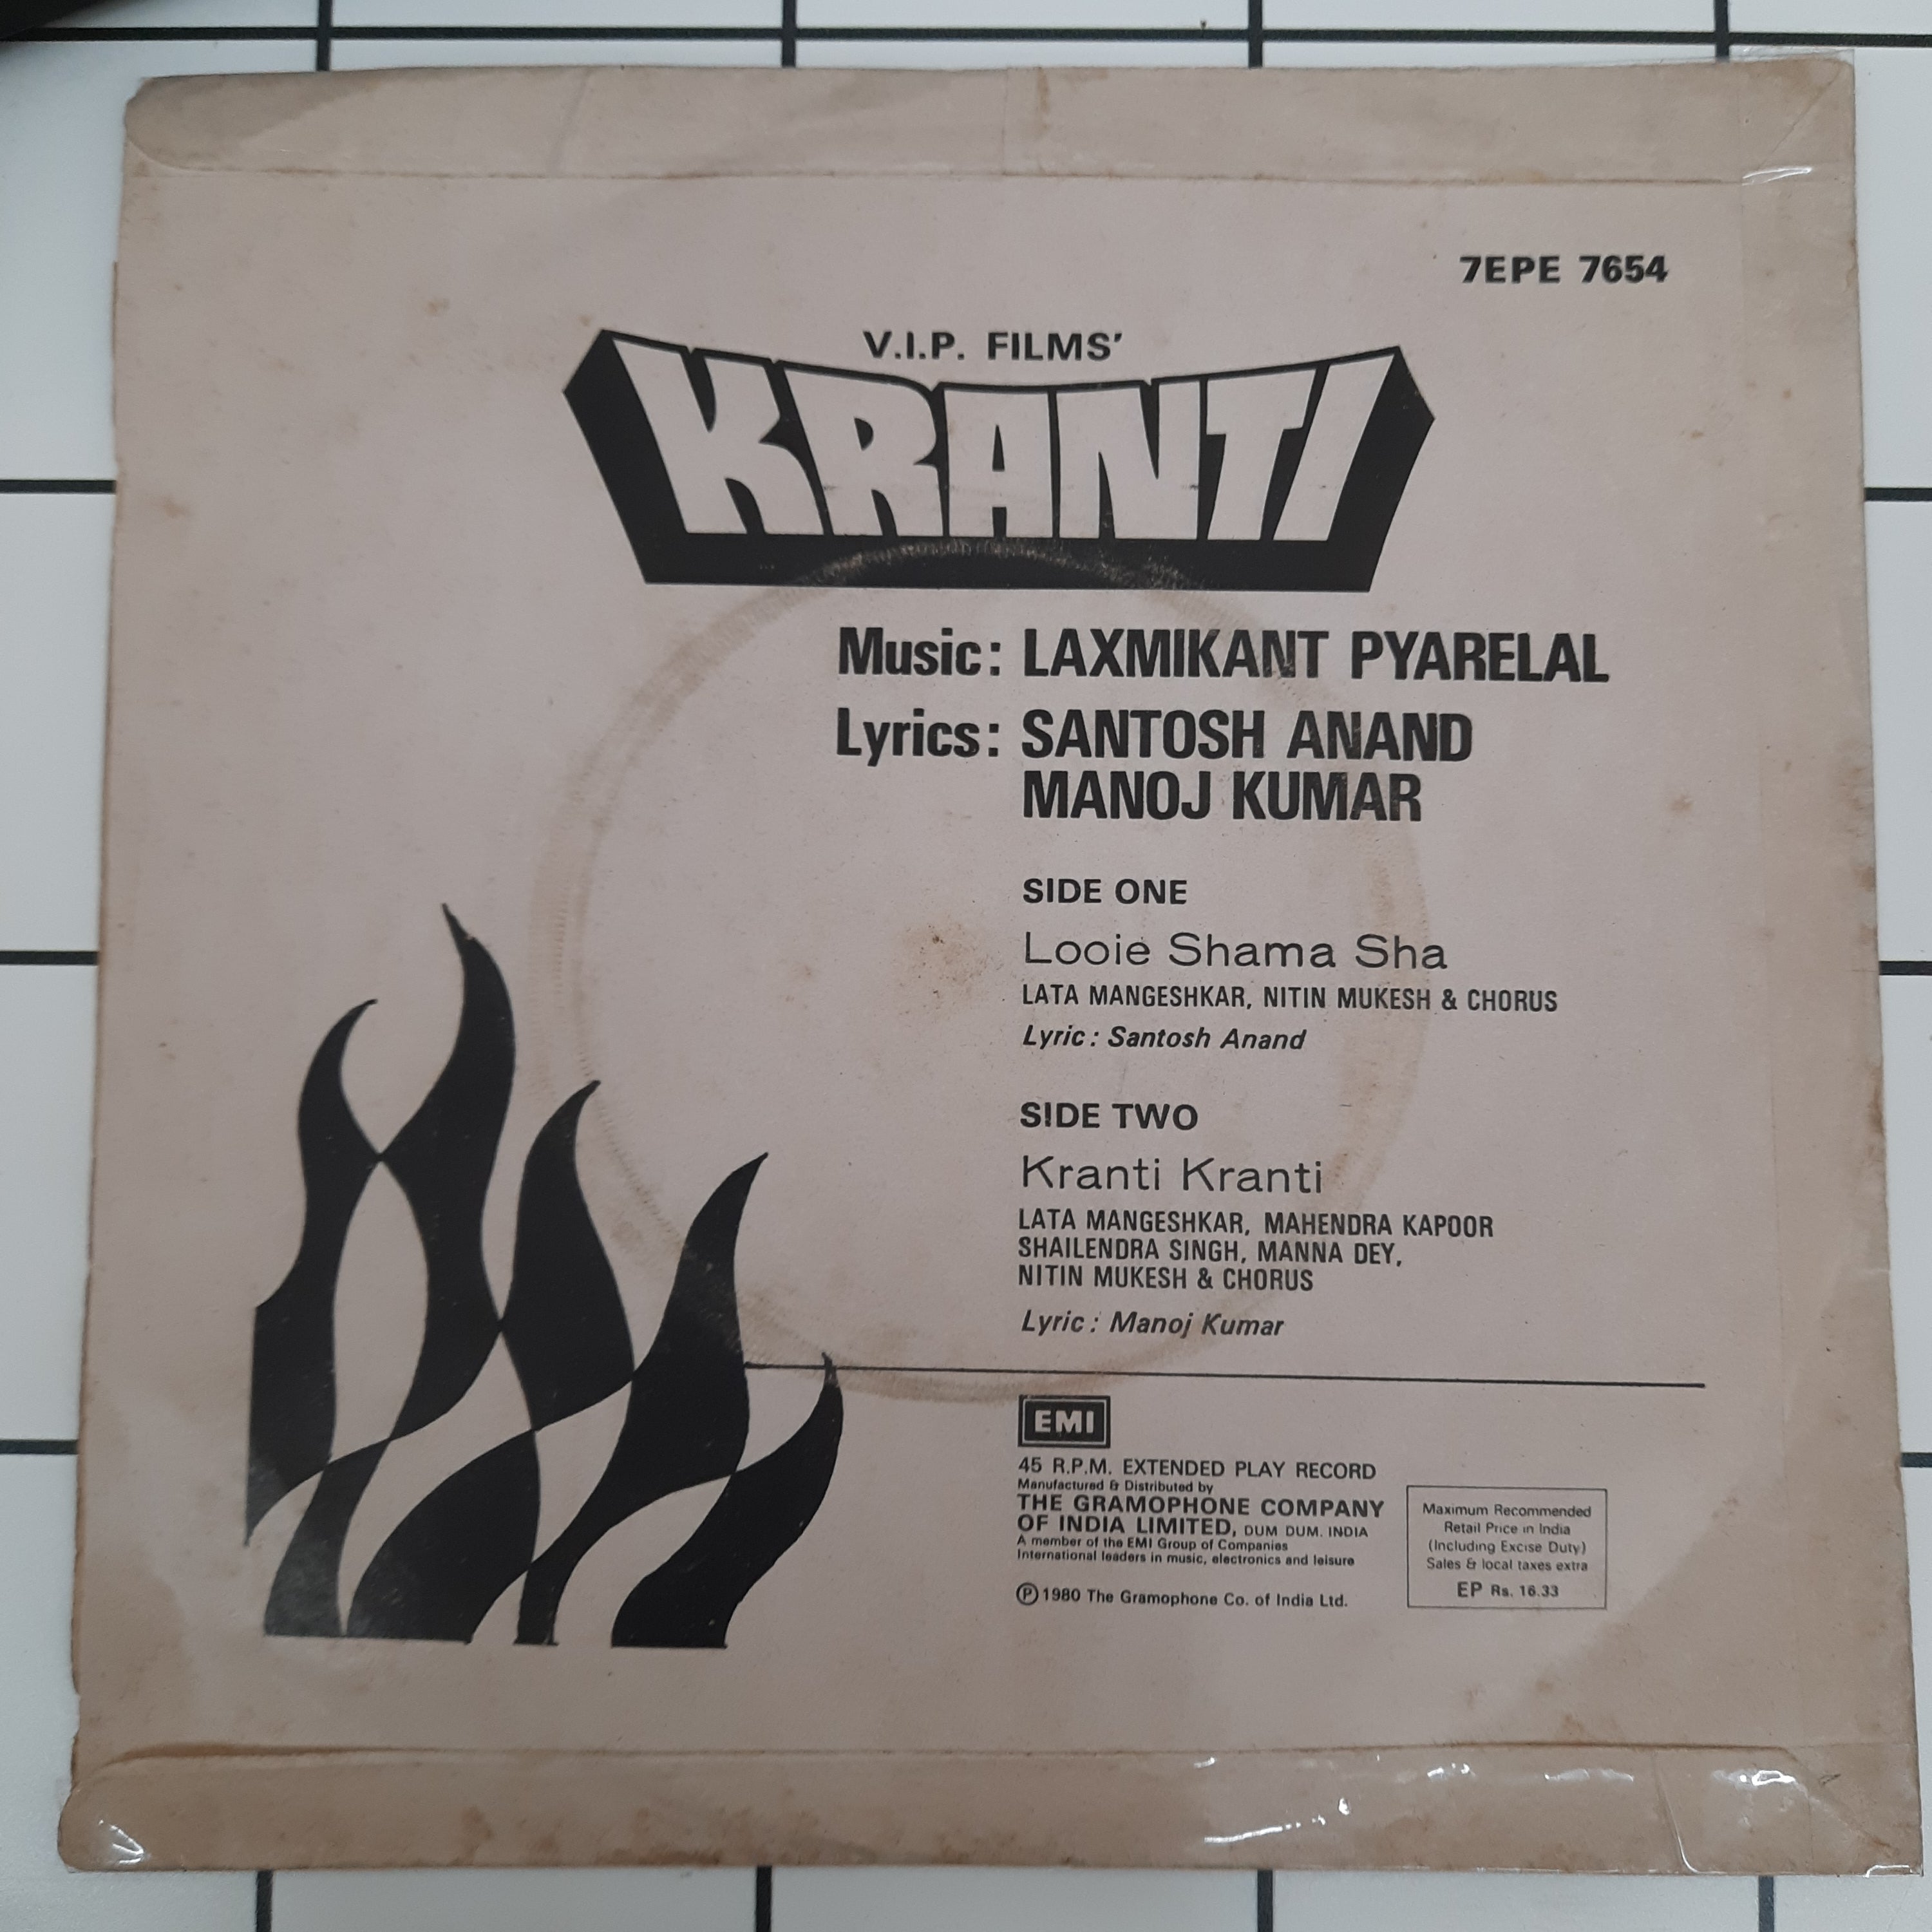 7EPE 7654
V.I.P. FILMS'
KRANTI
Music: LAXMIKANT PYARELAL
Lyrics: SANTOSH ANAND
MANOJ KUMAR
SIDE ONE
Looie Shama Sha
LATA MANGESHKAR, NITIN MUKESH & CHORUS
Lyric: Santosh Anand
SIDE TWO
Kranti Kranti
LATA MANGESHKAR, MAHENDRA KAPOOR
SHAILENDRA SINGH, MANNA DEY,
NITIN MUKESH & CHORUS
Lyric: Manoj Kumar
EMI
45 R.P.M. EXTENDED PLAY RECORD
Manufactured & Distributed by
THE GRAMOPHONE COMPANY
OF INDIA LIMITED, DUM DUM. INDIA
A member of the EMI Group of Companies
International leaders in music, electronics and leisure
Ⓟ 1980 The Gramophone Co. of India Ltd.
Maximum Recommended
Retail Price in India
(Including Excise Duty)
Sales & local taxes extra
EP Rs. 16.33